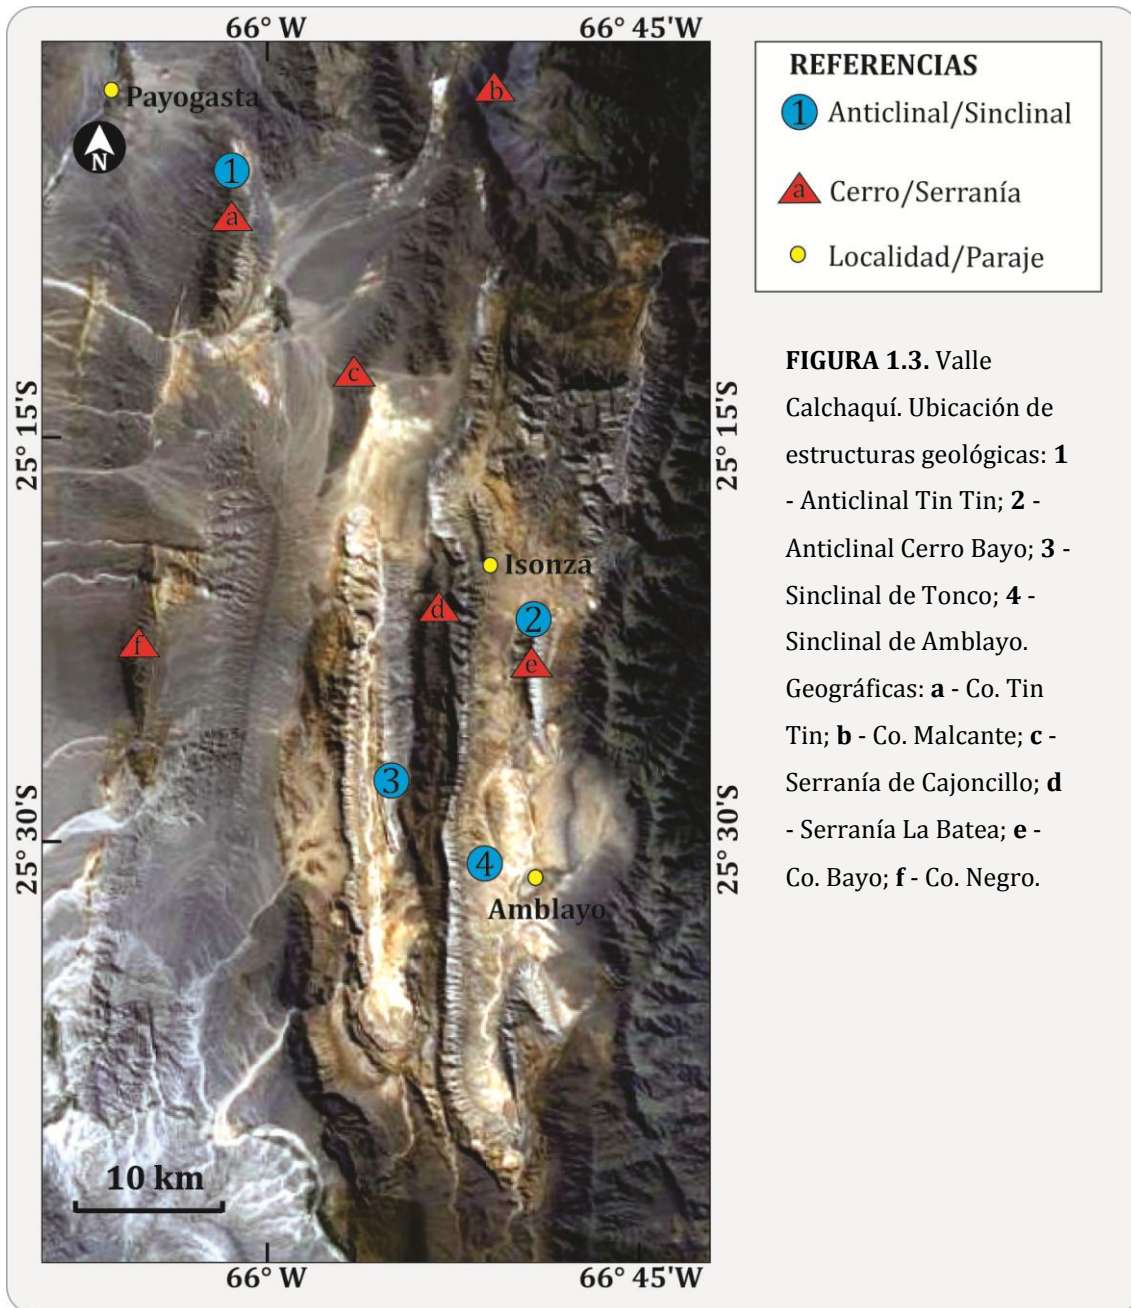 66° W 66° 45'W
Payogasta
N
1
a
b
c
25° 15'S 25° 15'S
Isonza
d
2
e
f
3
25° 30'S 25° 30'S
4
Amblayo
10 km
66° W 66° 45'W
REFERENCIAS
1 Anticlinal/Sinclinal
a Cerro/Serranía
Localidad/Paraje
FIGURA 1.3. Valle
Calchaquí. Ubicación de
estructuras geológicas: 1
- Anticlinal Tin Tin; 2 -
Anticlinal Cerro Bayo; 3 -
Sinclinal de Tonco; 4 -
Sinclinal de Amblayo.
Geográficas: a - Co. Tin
Tin; b - Co. Malcante; c -
Serranía de Cajoncillo; d
- Serranía La Batea; e -
Co. Bayo; f - Co. Negro.